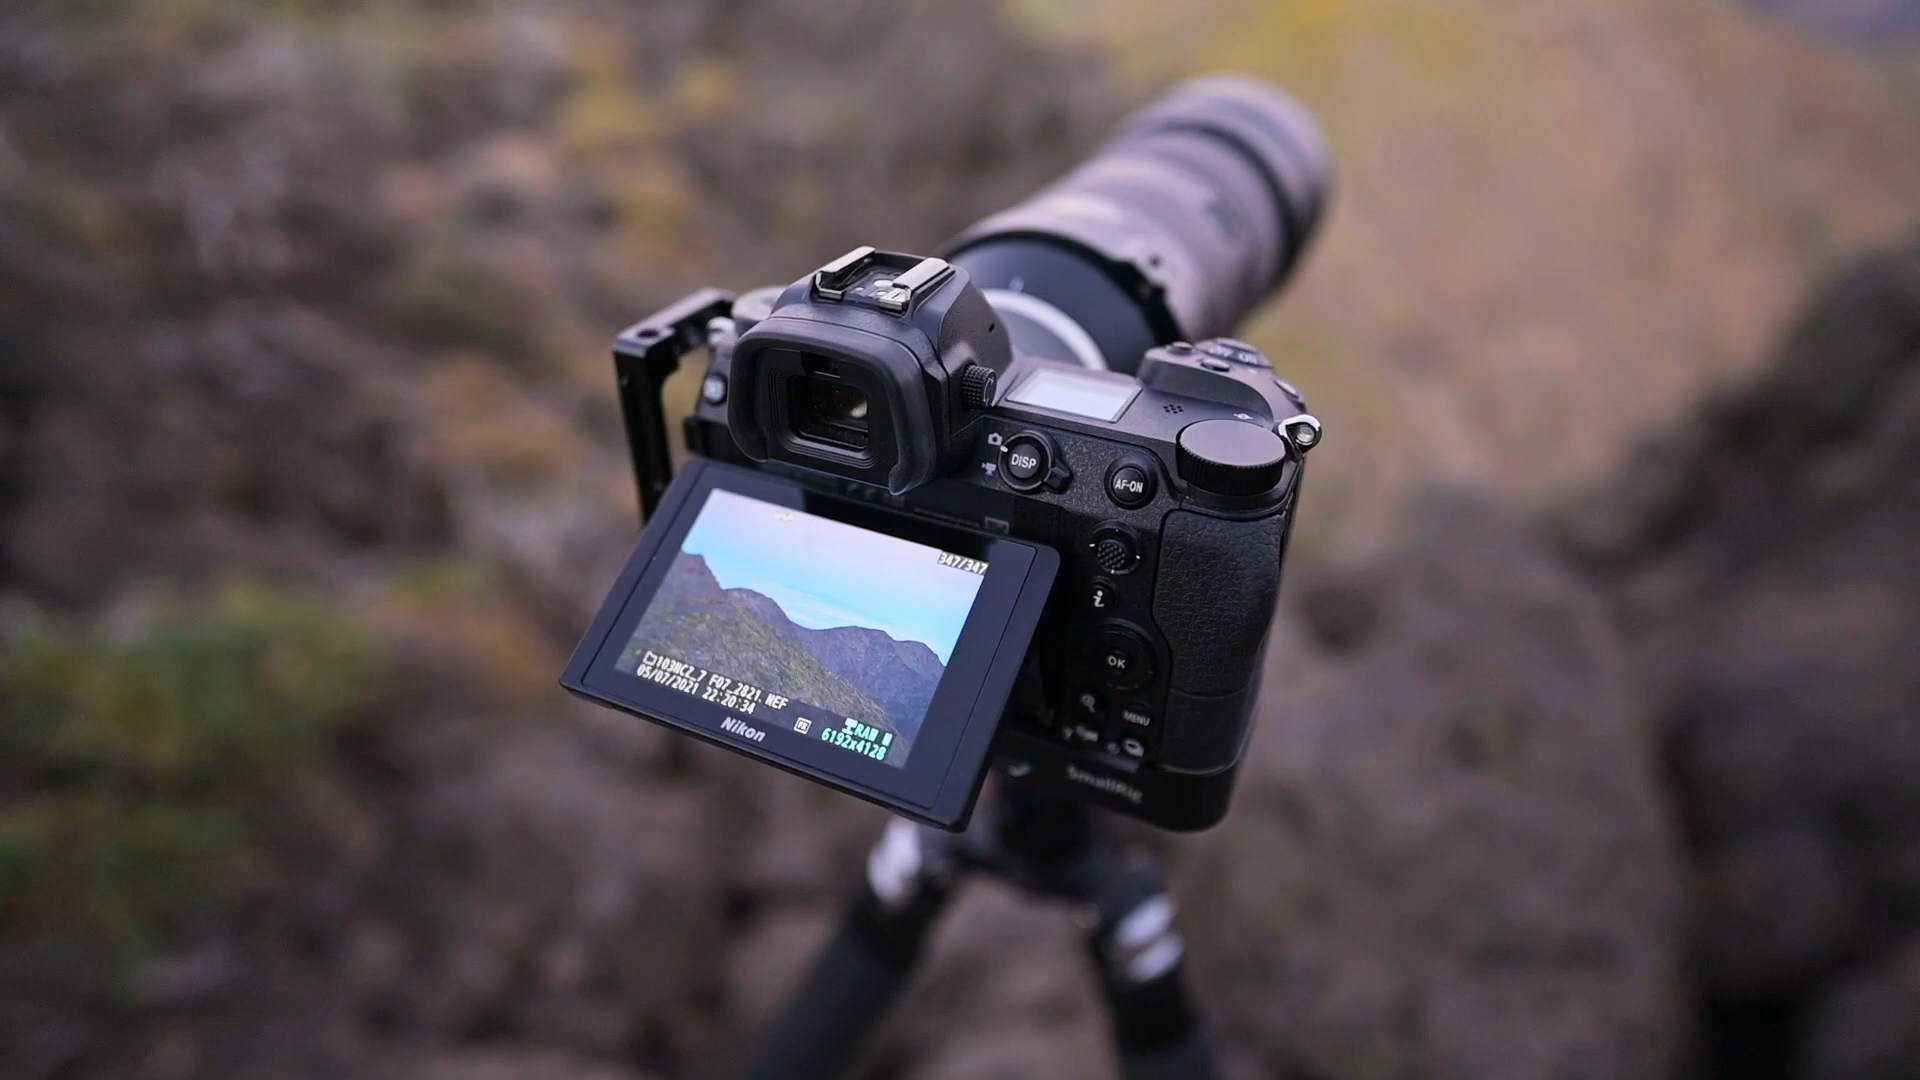 DISP
AF-ON
347/347
i
OK
103NCZ_7 F07_2821.NEF
05/07/2021 22:20:34
RAW
6192x4128
Nikon
MENU
SmallRig